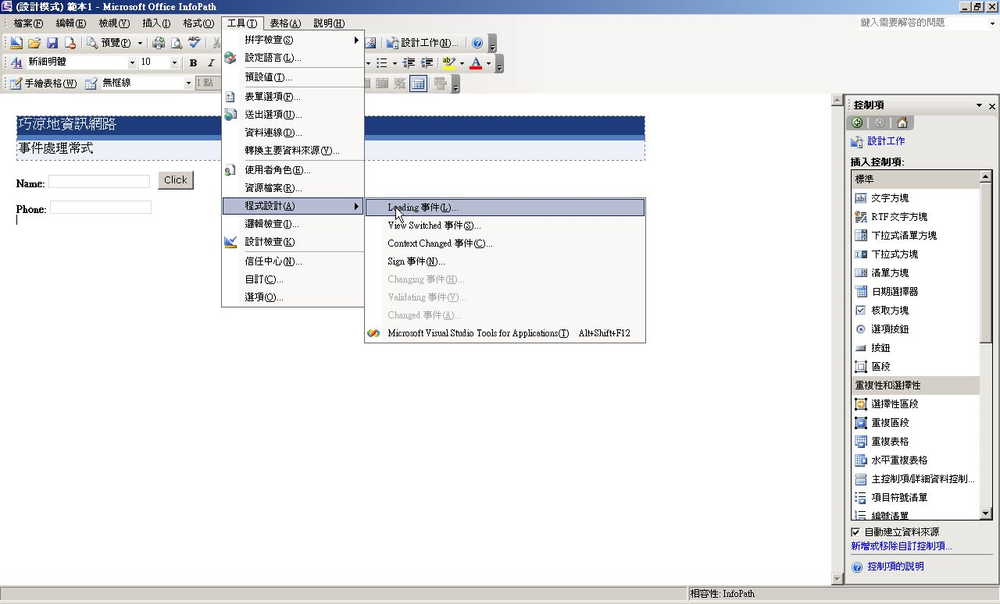 (設計模式) 範本1 - Microsoft Office InfoPath
檔案(F) 編輯(E) 檢視(V) 插入(I) 格式(O) 工具(T) 表格(A) 說明(H) 鍵入需要解答的問題
預覽(P) 設計工作(N)...
新細明體 10 B I
手繪表格(W) 無框線 1 點
拼字檢查(S)
設定語言(L)...
預設值(T)...
表單選項(F)...
送出選項(U)...
資料連線(D)...
轉換主要資料來源(V)...
使用者角色(E)...
資源檔案(R)...
程式設計(A)
邏輯檢查(I)...
設計檢查(K)
信任中心(N)...
自訂(C)...
選項(O)...
Loading 事件(L)...
View Switched 事件(S)...
Context Changed 事件(C)...
Sign 事件(N)...
Changing 事件(H)...
Validating 事件(V)...
Changed 事件(A)...
Microsoft Visual Studio Tools for Applications(T) Alt+Shift+F12
巧涼地資訊網路
事件處理常式
Name: Click
Phone:
控制項
設計工作
插入控制項:
標準
文字方塊
RTF 文字方塊
下拉式清單方塊
下拉式方塊
清單方塊
日期選擇器
核取方塊
選項按鈕
按鈕
區段
重複性和選擇性
選擇性區段
重複區段
重複表格
水平重複表格
主控制項/詳細資料控制...
項目符號清單
編號清單
自動建立資料來源
新增或移除自訂控制項...
控制項的說明
相容性: InfoPath